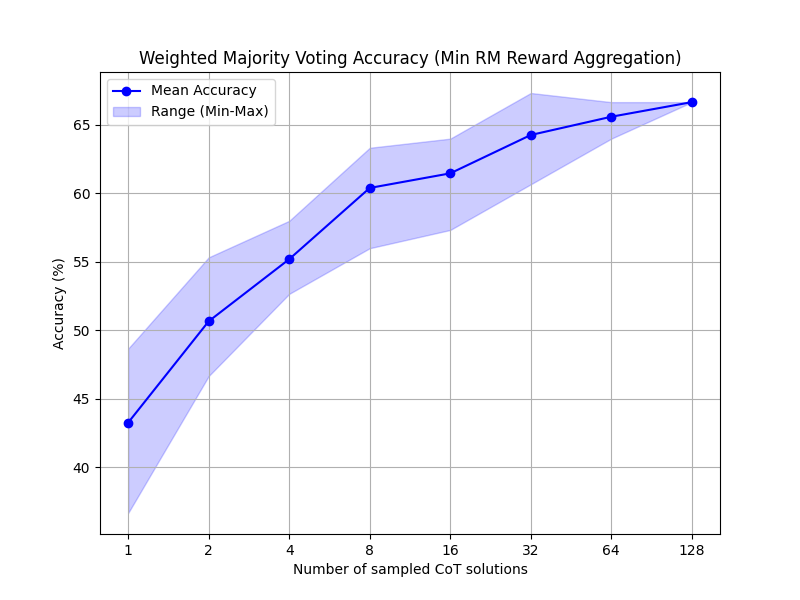 Weighted Majority Voting Accuracy (Min RM Reward Aggregation)
Mean Accuracy
Range (Min-Max)
Accuracy (%)
65
60
55
50
45
40
1 2 4 8 16 32 64 128
Number of sampled CoT solutions